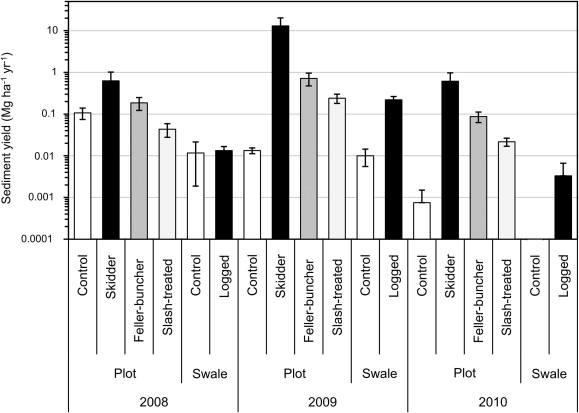 Sediment yield (Mg ha⁻¹ yr⁻¹)
10
1
0.1
0.01
0.001
0.0001
Control
Skidder
Feller-buncher
Slash-treated
Control
Logged
Control
Skidder
Feller-buncher
Slash-treated
Control
Logged
Control
Skidder
Feller-buncher
Slash-treated
Control
Logged
Plot Swale Plot Swale Plot Swale
2008 2009 2010